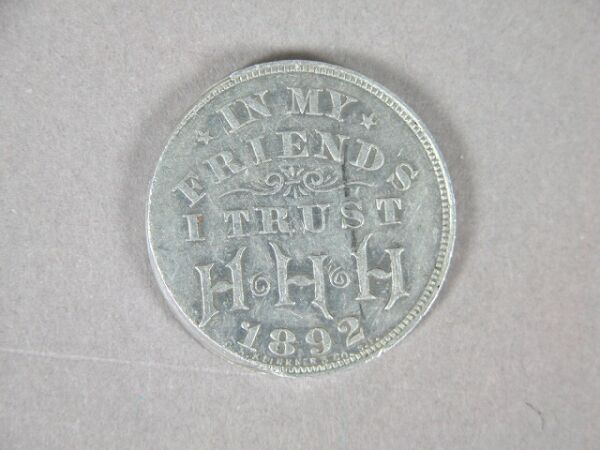 IN MY
FRIENDS
I TRUST
H H H
1892